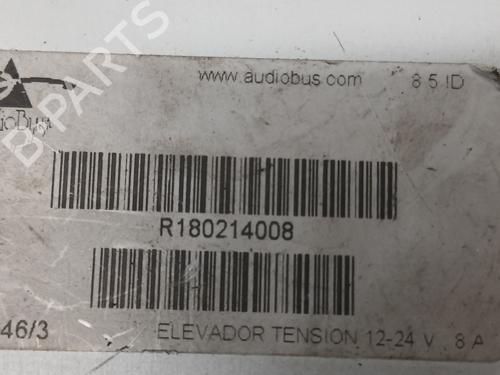 www.audiobus.com
8 5 ID
R180214008
46/3
ELEVADOR TENSION 12-24 V . 8 A
B-PARTS